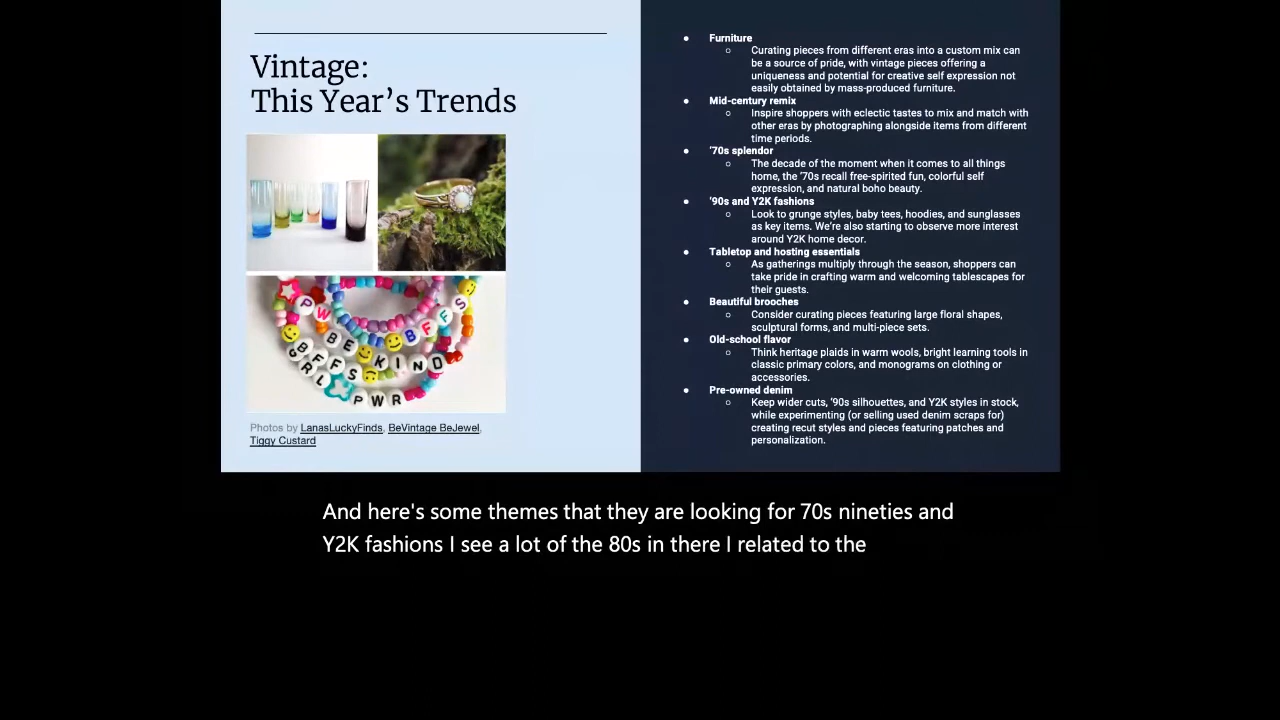 Vintage:
This Year's Trends
PW
BFFS
BE KIND
BFFS
GRL
PWR
Photos by LanasLuckyFinds, BeVintage BeJewel,
Tiggy Custard
● Furniture
○ Curating pieces from different eras into a custom mix can
be a source of pride, with vintage pieces offering a
uniqueness and potential for creative self expression not
easily obtained by mass-produced furniture.
● Mid-century remix
○ Inspire shoppers with eclectic tastes to mix and match with
other eras by photographing alongside items from different
time periods.
● '70s splendor
○ The decade of the moment when it comes to all things
home, the '70s recall free-spirited fun, colorful self
expression, and natural boho beauty.
● '90s and Y2K fashions
○ Look to grunge styles, baby tees, hoodies, and sunglasses
as key items. We're also starting to observe more interest
around Y2K home decor.
● Tabletop and hosting essentials
○ As gatherings multiply through the season, shoppers can
take pride in crafting warm and welcoming tablescapes for
their guests.
● Beautiful brooches
○ Consider curating pieces featuring large floral shapes,
sculptural forms, and multi-piece sets.
● Old-school flavor
○ Think heritage plaids in warm wools, bright learning tools in
classic primary colors, and monograms on clothing or
accessories.
● Pre-owned denim
○ Keep wider cuts, '90s silhouettes, and Y2K styles in stock,
while experimenting (or selling used denim scraps for)
creating recut styles and pieces featuring patches and
personalization.
And here's some themes that they are looking for 70s nineties and
Y2K fashions I see a lot of the 80s in there I related to the